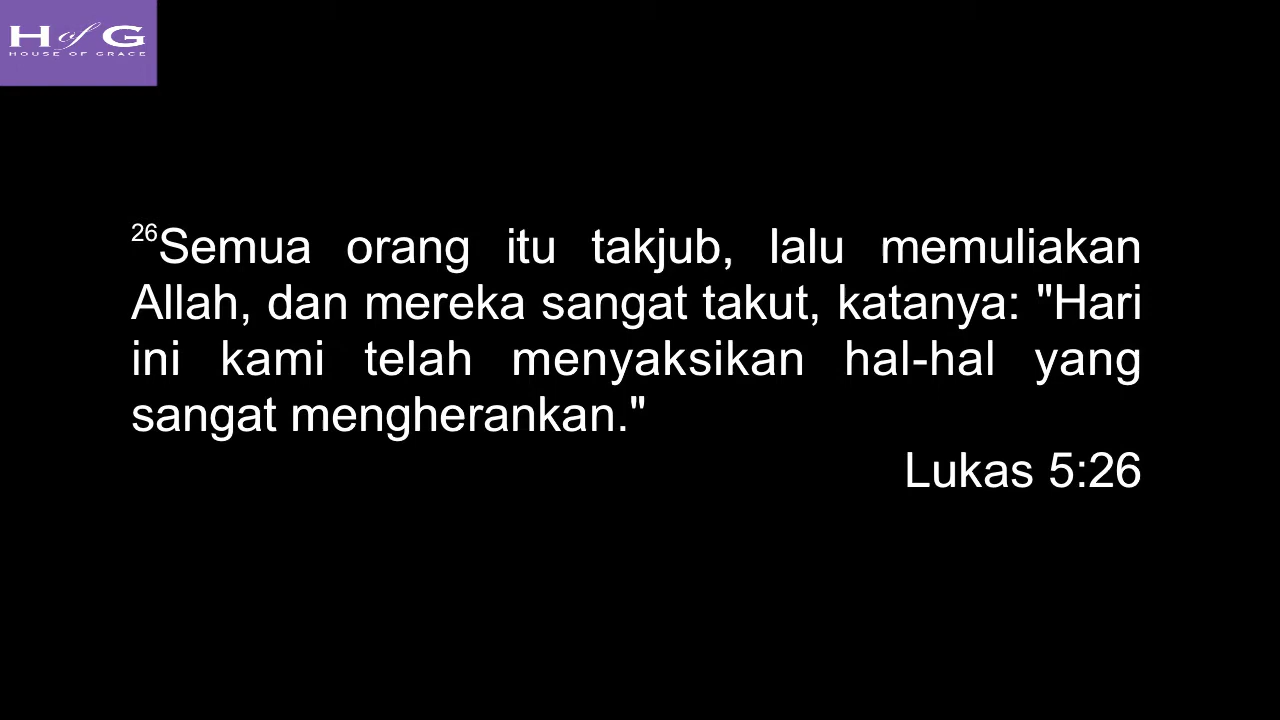 H of G
HOUSE OF GRACE
26Semua orang itu takjub, lalu memuliakan
Allah, dan mereka sangat takut, katanya: "Hari
ini kami telah menyaksikan hal-hal yang
sangat mengherankan."
Lukas 5:26